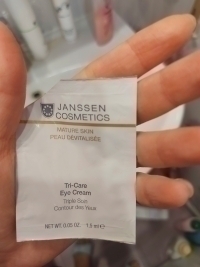 JANSSEN
COSMETICS
MATURE SKIN
PEAU DÉVITALISÉE
Tri-Care
Eye Cream
Triple Soin
Contour des Yeux
NET WT. 0.05 OZ. 1.5 ml